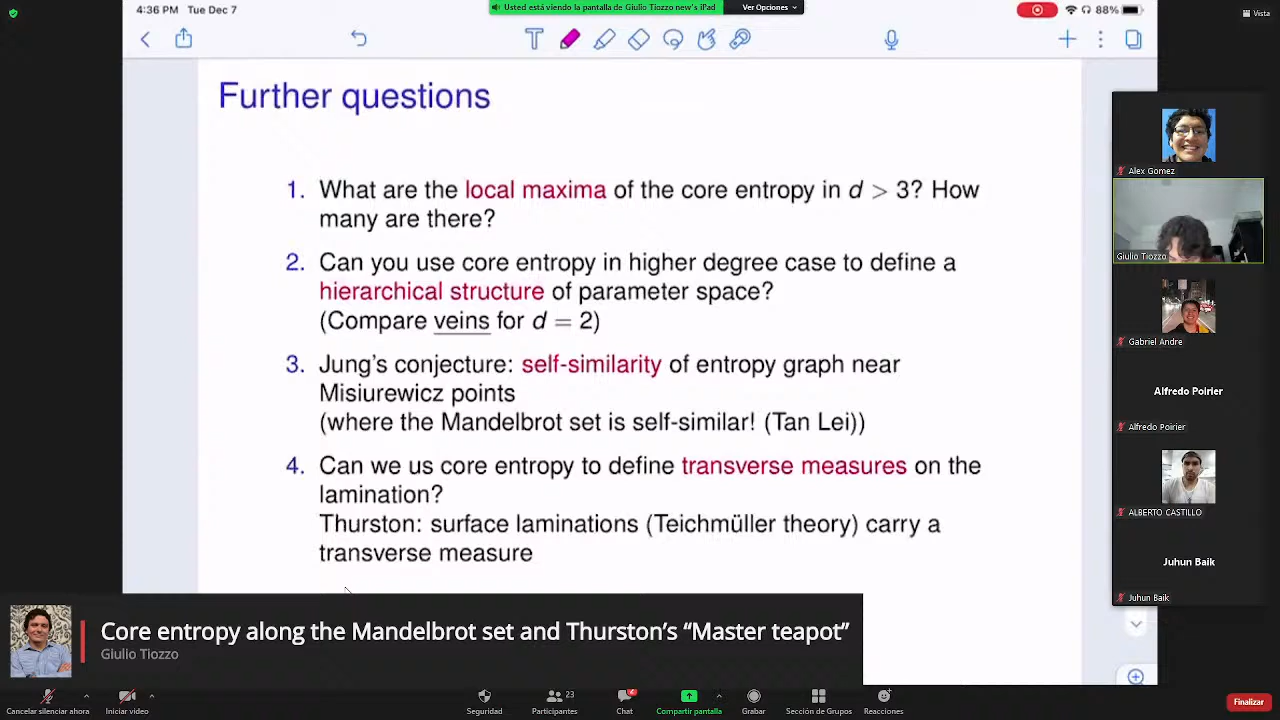 4:36 PM Tue Dec 7
Usted está viendo la pantalla de Giulio Tiozzo new's iPad
Ver Opciones
88%
Vista
Further questions
1. What are the local maxima of the core entropy in d > 3? How
many are there?
2. Can you use core entropy in higher degree case to define a
hierarchical structure of parameter space?
(Compare veins for d = 2)
3. Jung's conjecture: self-similarity of entropy graph near
Misiurewicz points
(where the Mandelbrot set is self-similar! (Tan Lei))
4. Can we us core entropy to define transverse measures on the
lamination?
Thurston: surface laminations (Teichmüller theory) carry a
transverse measure
Alex Gomez
Giulio Tiozzo
Gabriel Andre
Alfredo Poirier
Alfredo Poirier
ALBERTO CASTILLO
Juhun Baik
Juhun Baik
Core entropy along the Mandelbrot set and Thurston's "Master teapot"
Giulio Tiozzo
Cancelar silenciar ahora
Iniciar video
Seguridad
23
Participantes
2
Chat
Compartir pantalla
Grabar
Sección de Grupos
Reacciones
Finalizar